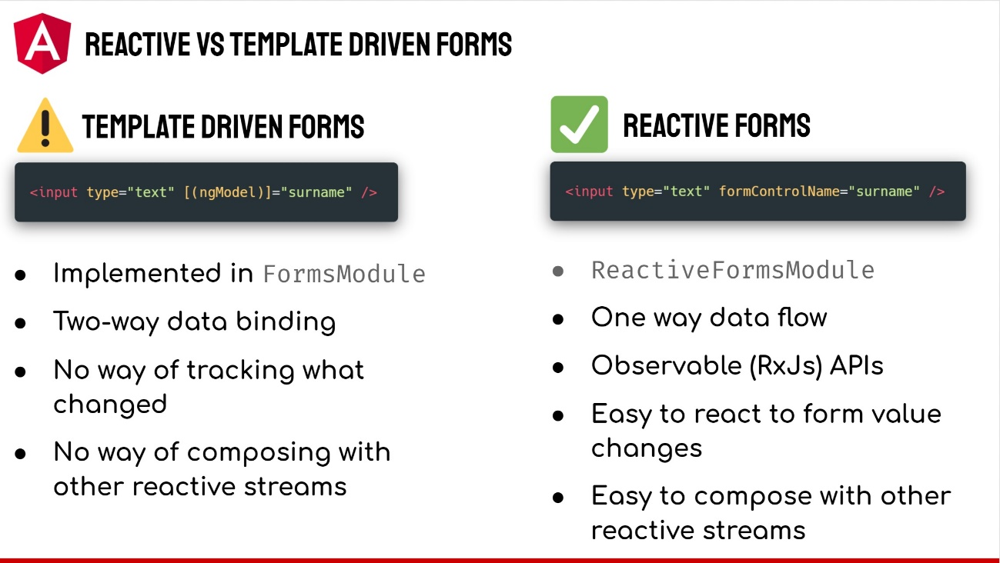 REACTIVE VS TEMPLATE DRIVEN FORMS
TEMPLATE DRIVEN FORMS
<input type="text" [(ngModel)]="surname" />
● Implemented in FormsModule
● Two-way data binding
● No way of tracking what
changed
● No way of composing with
other reactive streams
REACTIVE FORMS
<input type="text" formControlName="surname" />
● ReactiveFormsModule
● One way data flow
● Observable (RxJs) APIs
● Easy to react to form value
changes
● Easy to compose with other
reactive streams